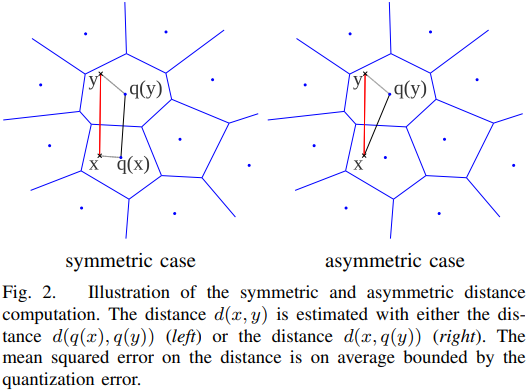 y
q(y)
x
q(x)
y
q(y)
x
symmetric case
asymmetric case
Fig. 2. Illustration of the symmetric and asymmetric distance
computation. The distance d(x, y) is estimated with either the dis-
tance d(q(x), q(y)) (left) or the distance d(x, q(y)) (right). The
mean squared error on the distance is on average bounded by the
quantization error.